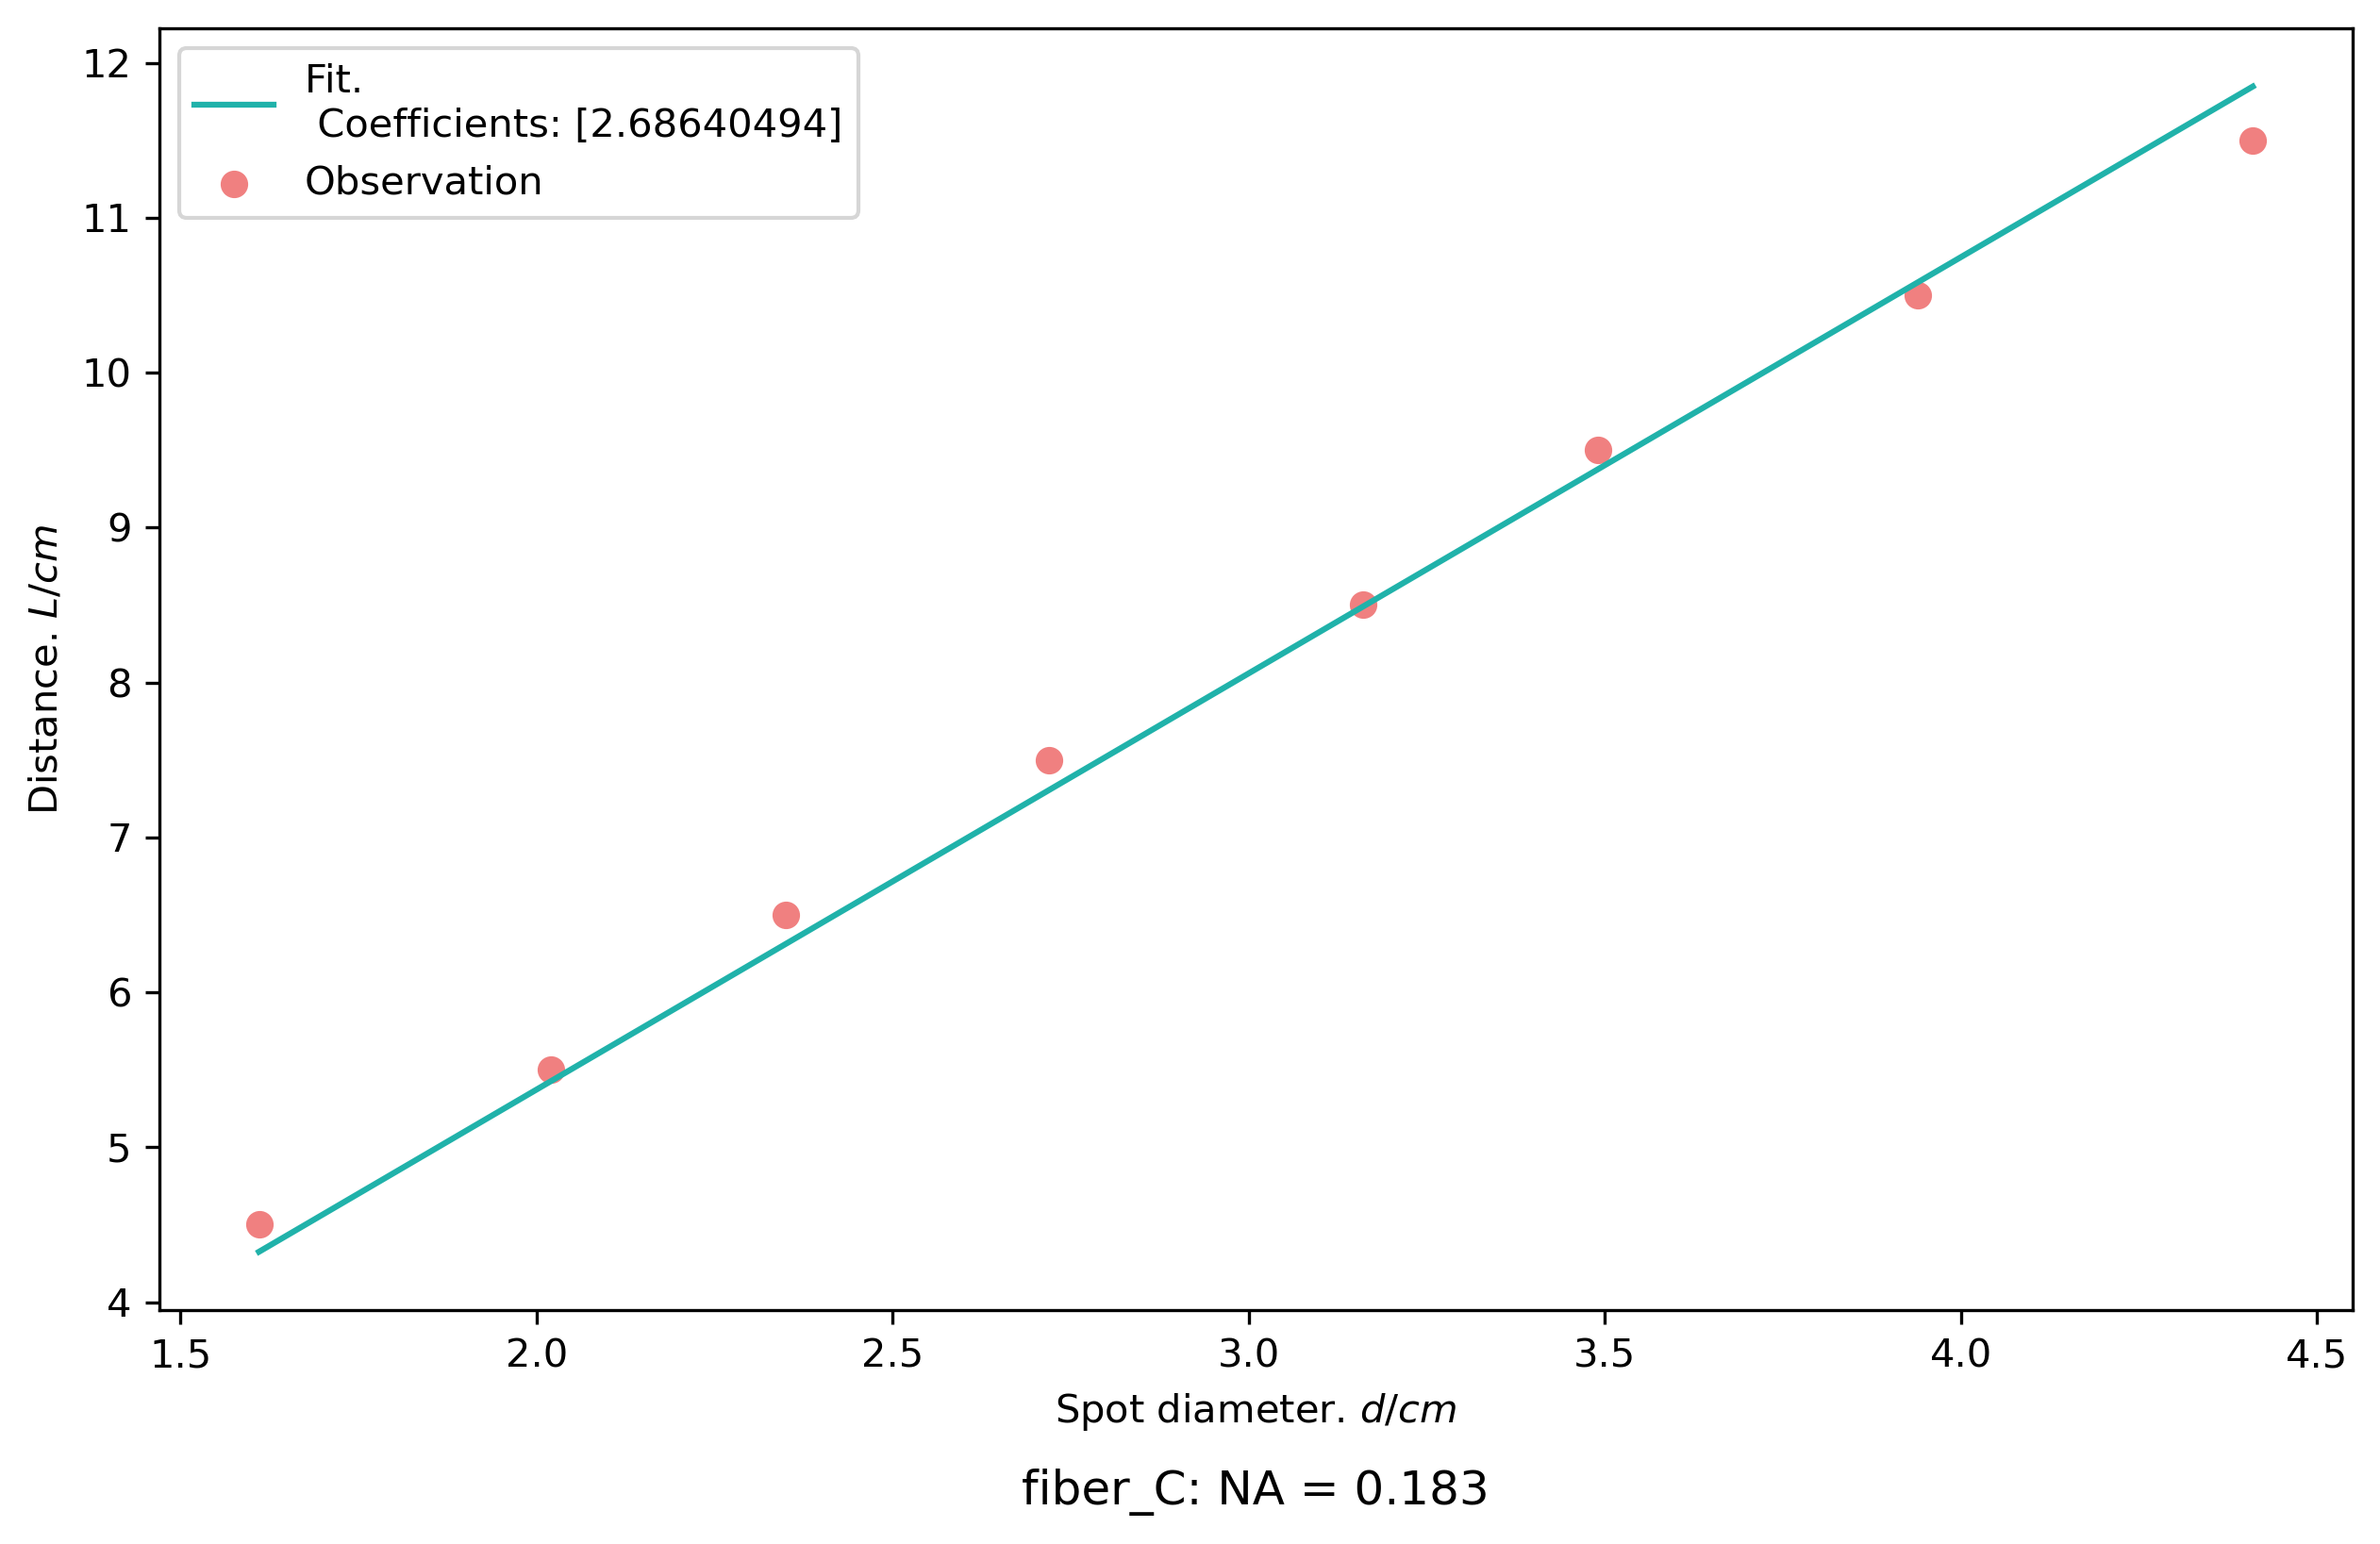 Fit.
Coefficients: [2.68640494]
Observation
12
11
10
9
8
7
6
5
4
Distance. L/cm
1.5 2.0 2.5 3.0 3.5 4.0 4.5
Spot diameter. d/cm
fiber_C: NA = 0.183